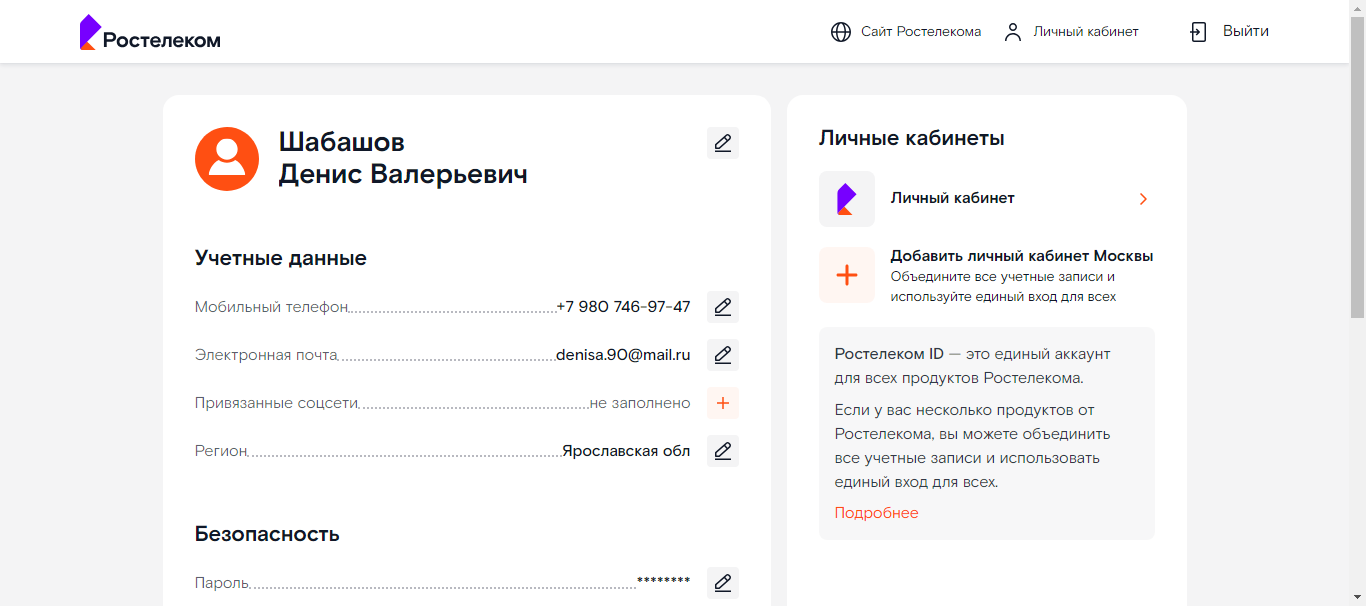 Ростелеком
Сайт Ростелекома
Личный кабинет
Выйти
Шабашов
Денис Валерьевич
Учетные данные
Мобильный телефон +7 980 746-97-47
Электронная почта denisa.90@mail.ru
Привязанные соцсети не заполнено
Регион Ярославская обл
Безопасность
Пароль ********
Личные кабинеты
Личный кабинет
Добавить личный кабинет Москвы
Объедините все учетные записи и
используйте единый вход для всех
Ростелеком ID — это единый аккаунт
для всех продуктов Ростелекома.
Если у вас несколько продуктов от
Ростелекома, вы можете объединить
все учетные записи и использовать
единый вход для всех.
Подробнее